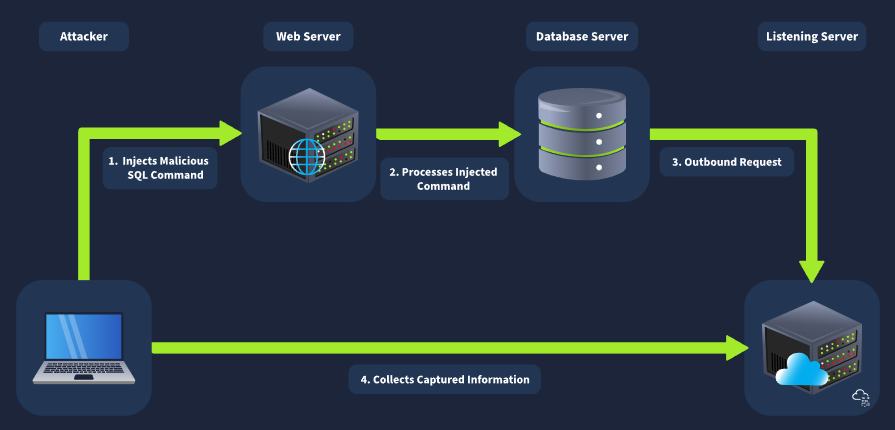 Attacker
Web Server
Database Server
Listening Server
1. Injects Malicious
SQL Command
2. Processes Injected
Command
3. Outbound Request
4. Collects Captured Information